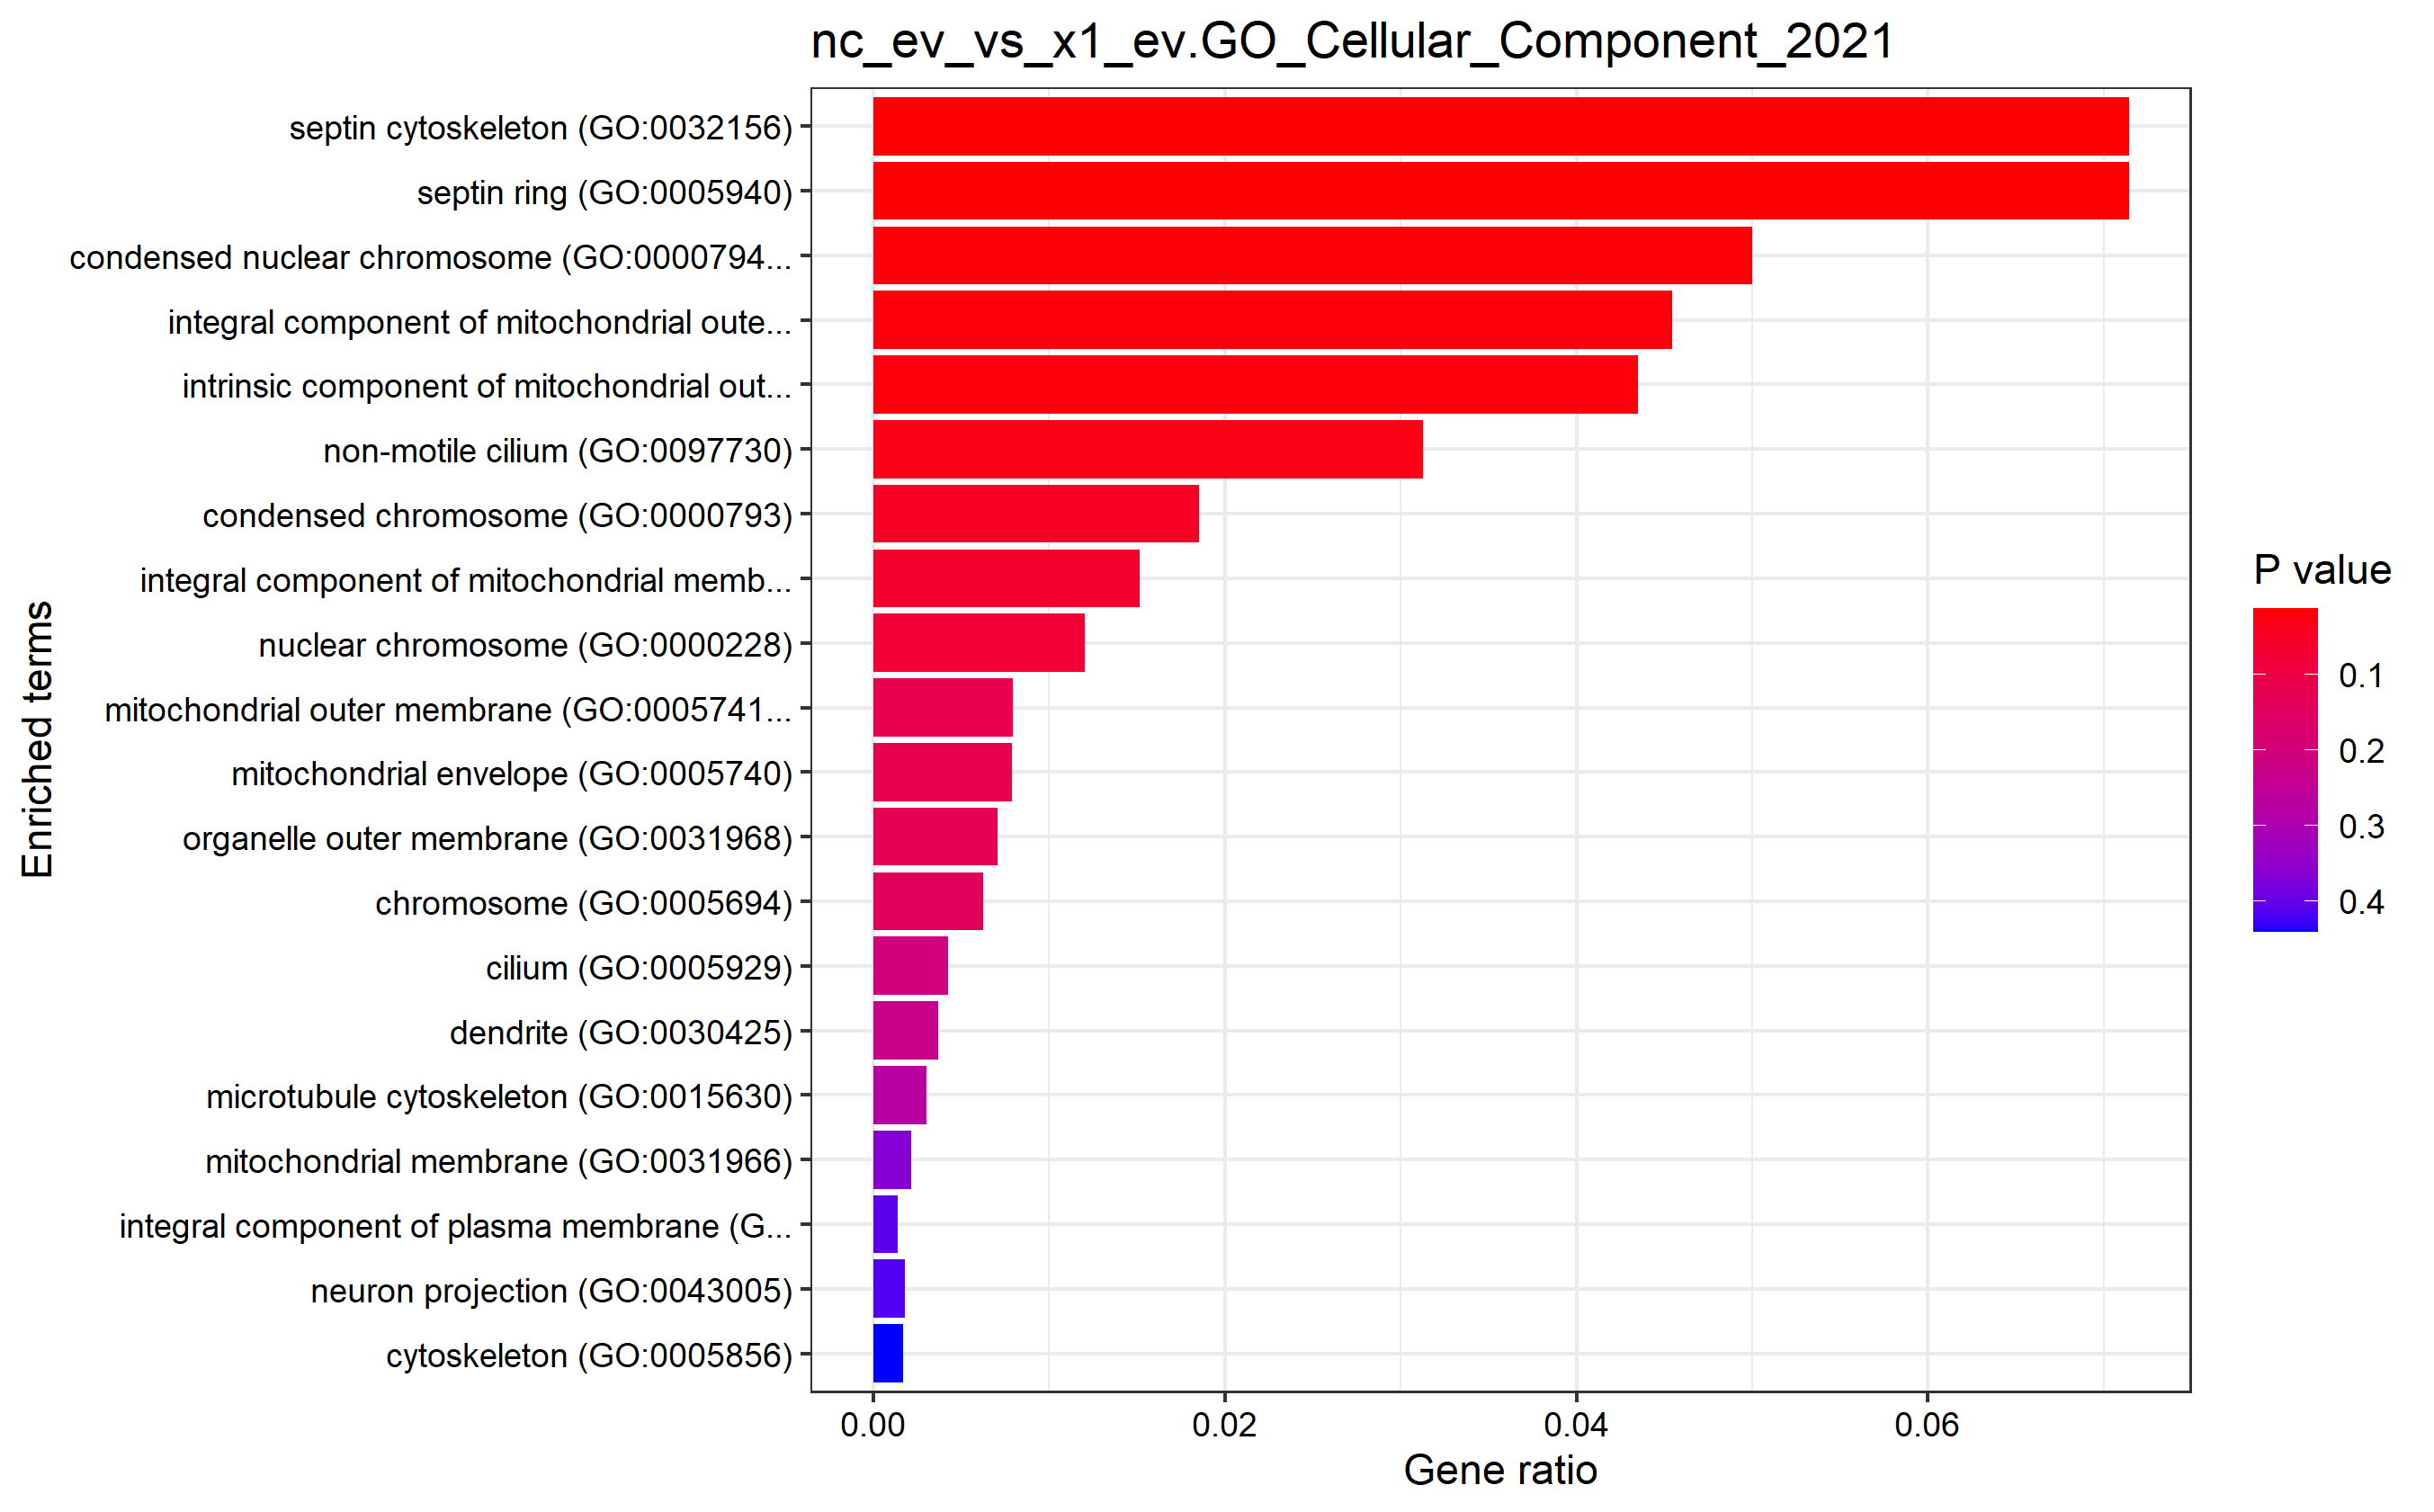 nc_ev_vs_x1_ev.GO_Cellular_Component_2021
septin cytoskeleton (GO:0032156)
septin ring (GO:0005940)
condensed nuclear chromosome (GO:0000794...
integral component of mitochondrial oute...
intrinsic component of mitochondrial out...
non-motile cilium (GO:0097730)
condensed chromosome (GO:0000793)
integral component of mitochondrial memb...
nuclear chromosome (GO:0000228)
mitochondrial outer membrane (GO:0005741...
mitochondrial envelope (GO:0005740)
organelle outer membrane (GO:0031968)
chromosome (GO:0005694)
cilium (GO:0005929)
dendrite (GO:0030425)
microtubule cytoskeleton (GO:0015630)
mitochondrial membrane (GO:0031966)
integral component of plasma membrane (G...
neuron projection (GO:0043005)
cytoskeleton (GO:0005856)
Enriched terms
0.00 0.02 0.04 0.06
Gene ratio
P value
0.1
0.2
0.3
0.4